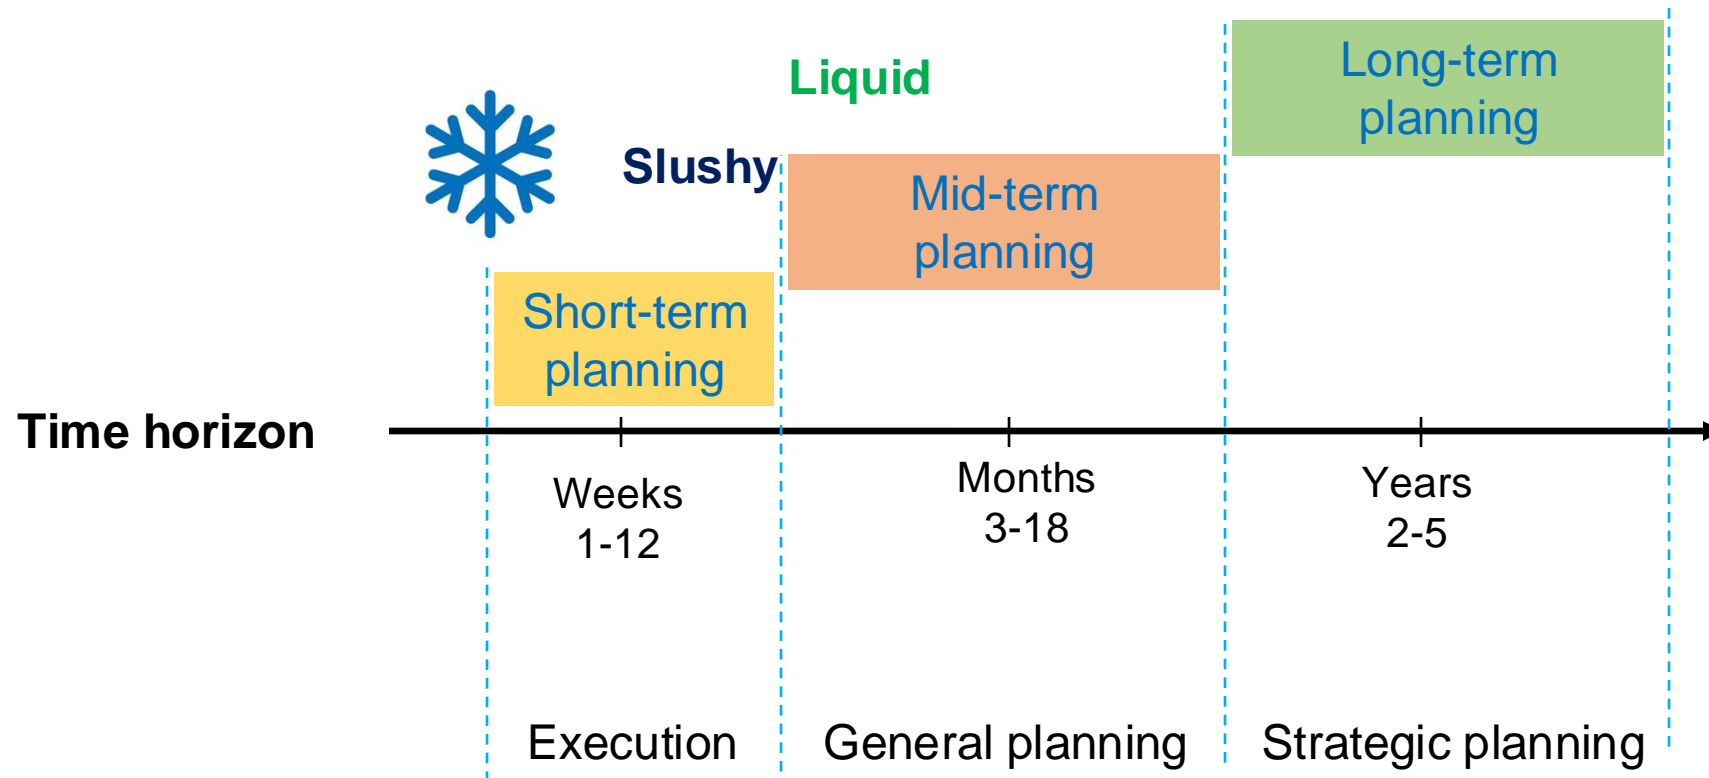 Liquid
Long-term
planning
Slushy
Mid-term
planning
Short-term
planning
Time horizon
Weeks
1-12
Months
3-18
Years
2-5
Execution
General planning
Strategic planning